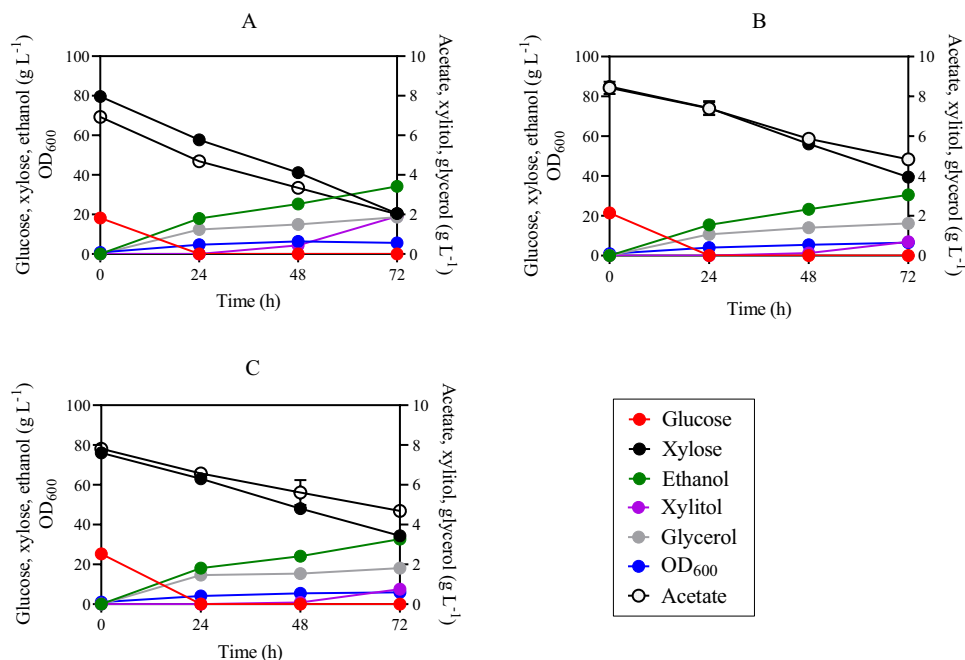 A
Glucose, xylose, ethanol (g L⁻¹)
OD₆₀₀
100
80
60
40
20
0
10
8
6
4
2
0
Acetate, xylitol, glycerol (g L⁻¹)
0 24 48 72
Time (h)
B
Glucose, xylose, ethanol (g L⁻¹)
OD₆₀₀
100
80
60
40
20
0
10
8
6
4
2
0
Acetate, xylitol, glycerol (g L⁻¹)
0 24 48 72
Time (h)
C
Glucose, xylose, ethanol (g L⁻¹)
OD₆₀₀
100
80
60
40
20
0
10
8
6
4
2
0
Acetate, xylitol, glycerol (g L⁻¹)
0 24 48 72
Time (h)
Glucose
Xylose
Ethanol
Xylitol
Glycerol
OD₆₀₀
Acetate